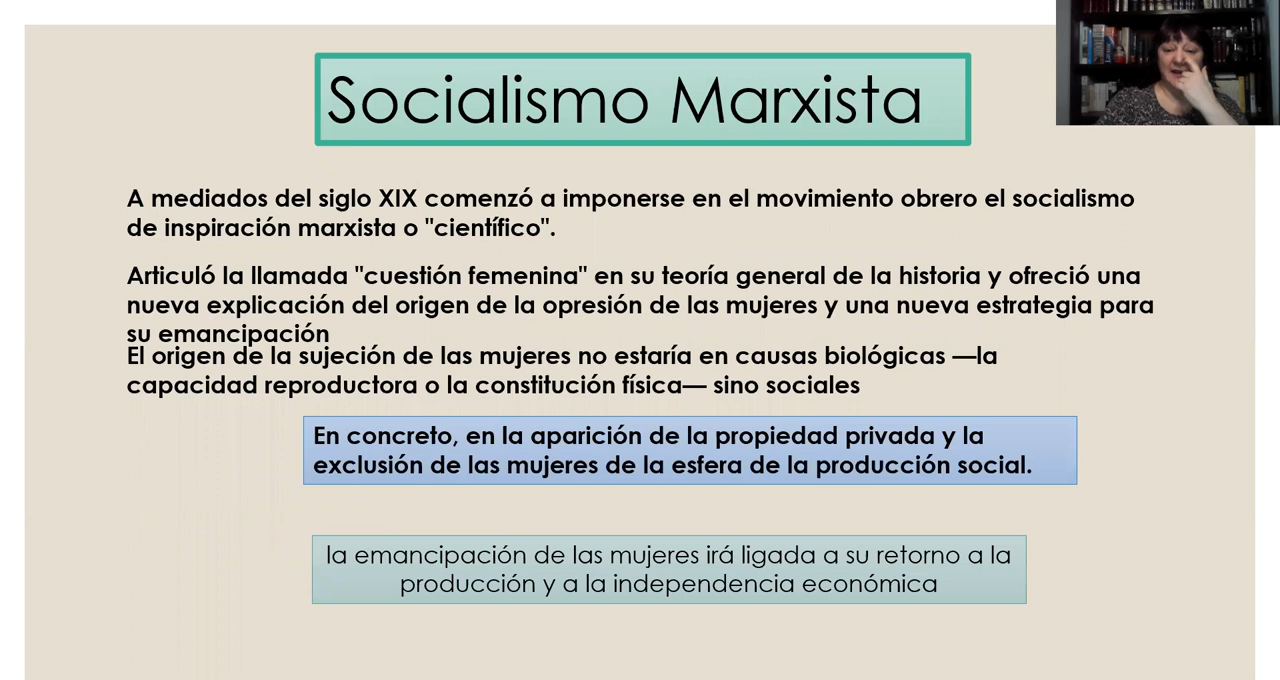 Socialismo Marxista
A mediados del siglo XIX comenzó a imponerse en el movimiento obrero el socialismo
de inspiración marxista o "científico".
Articuló la llamada "cuestión femenina" en su teoría general de la historia y ofreció una
nueva explicación del origen de la opresión de las mujeres y una nueva estrategia para
su emancipación
El origen de la sujeción de las mujeres no estaría en causas biológicas —la
capacidad reproductora o la constitución física— sino sociales
En concreto, en la aparición de la propiedad privada y la
exclusión de las mujeres de la esfera de la producción social.
la emancipación de las mujeres irá ligada a su retorno a la
producción y a la independencia económica